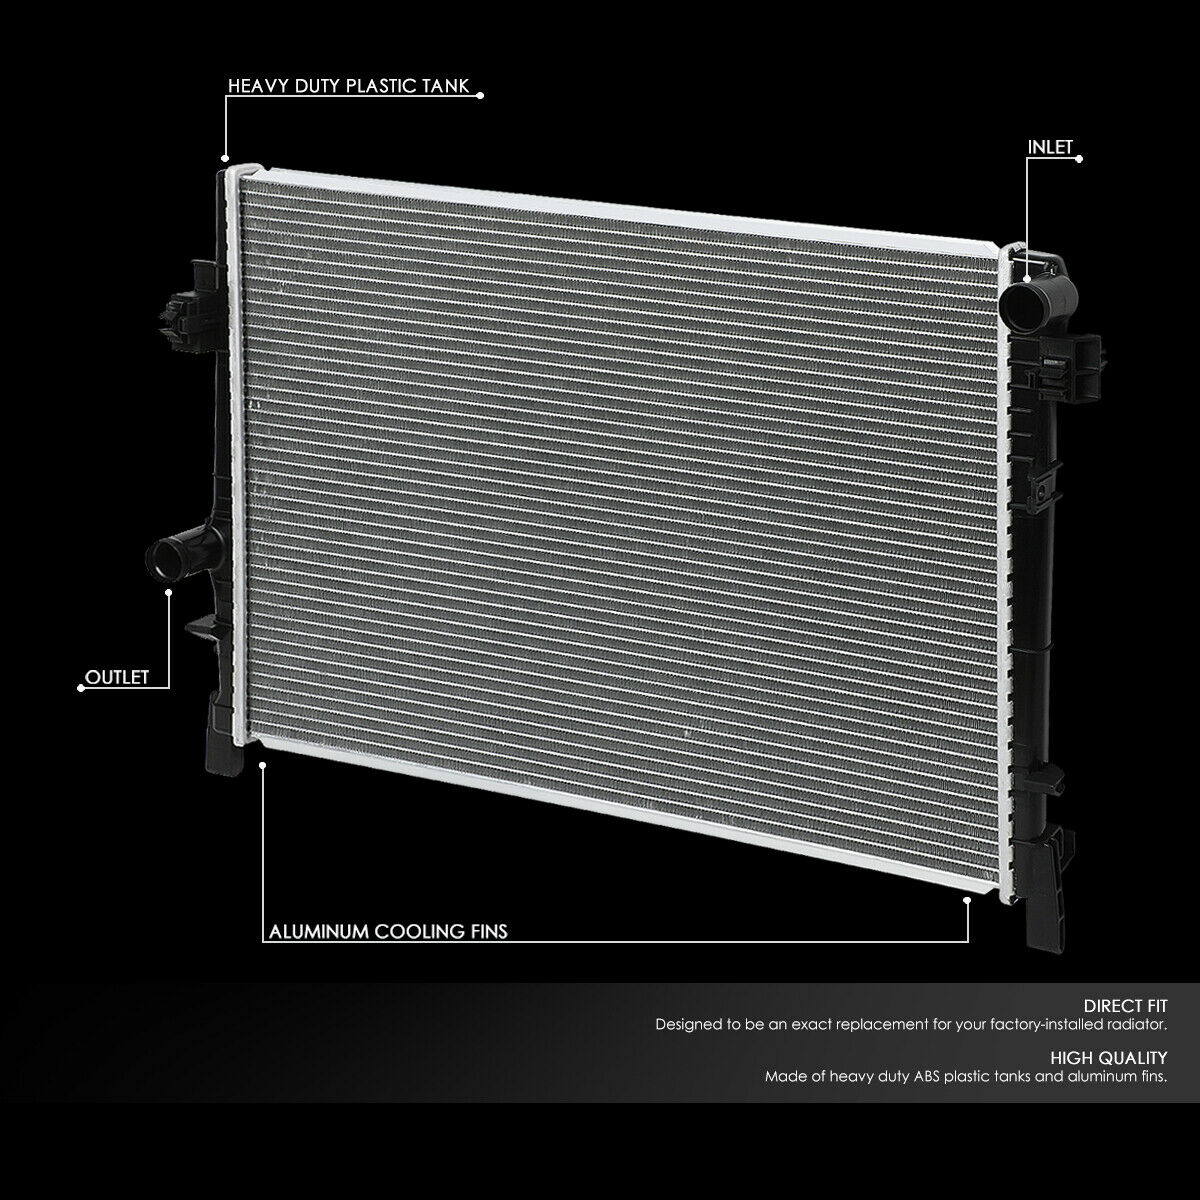 HEAVY DUTY PLASTIC TANK
INLET
OUTLET
ALUMINUM COOLING FINS
DIRECT FIT
Designed to be an exact replacement for your factory-installed radiator.
HIGH QUALITY
Made of heavy duty ABS plastic tanks and aluminum fins.